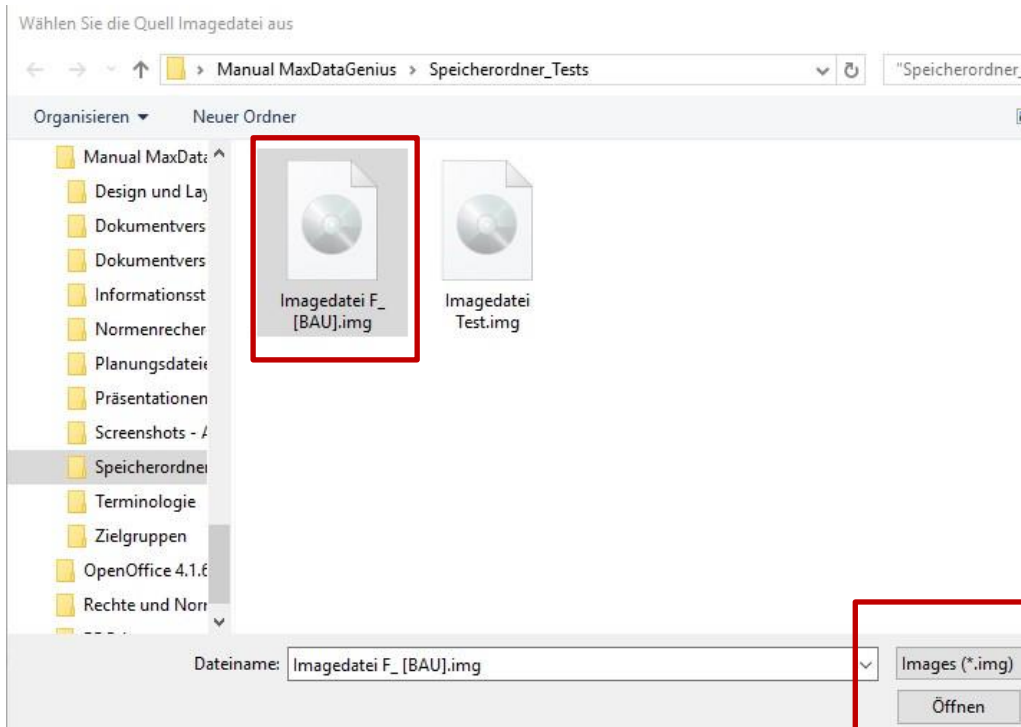 Wählen Sie die Quell Imagedatei aus
Manual MaxDataGenius > Speicherordner_Tests
"Speicherordner_
Organisieren
Neuer Ordner
Manual MaxData
Design und Lay
Dokumentvers
Dokumentvers
Informationsst
Normenrecher
Planungsdateie
Präsentationen
Screenshots - A
Speicherordner
Terminologie
Zielgruppen
OpenOffice 4.1.6
Rechte und Norr
Imagedatei F_
[BAU].img
Imagedatei
Test.img
Dateiname: Imagedatei F_ [BAU].img
Images (*.img)
Öffnen